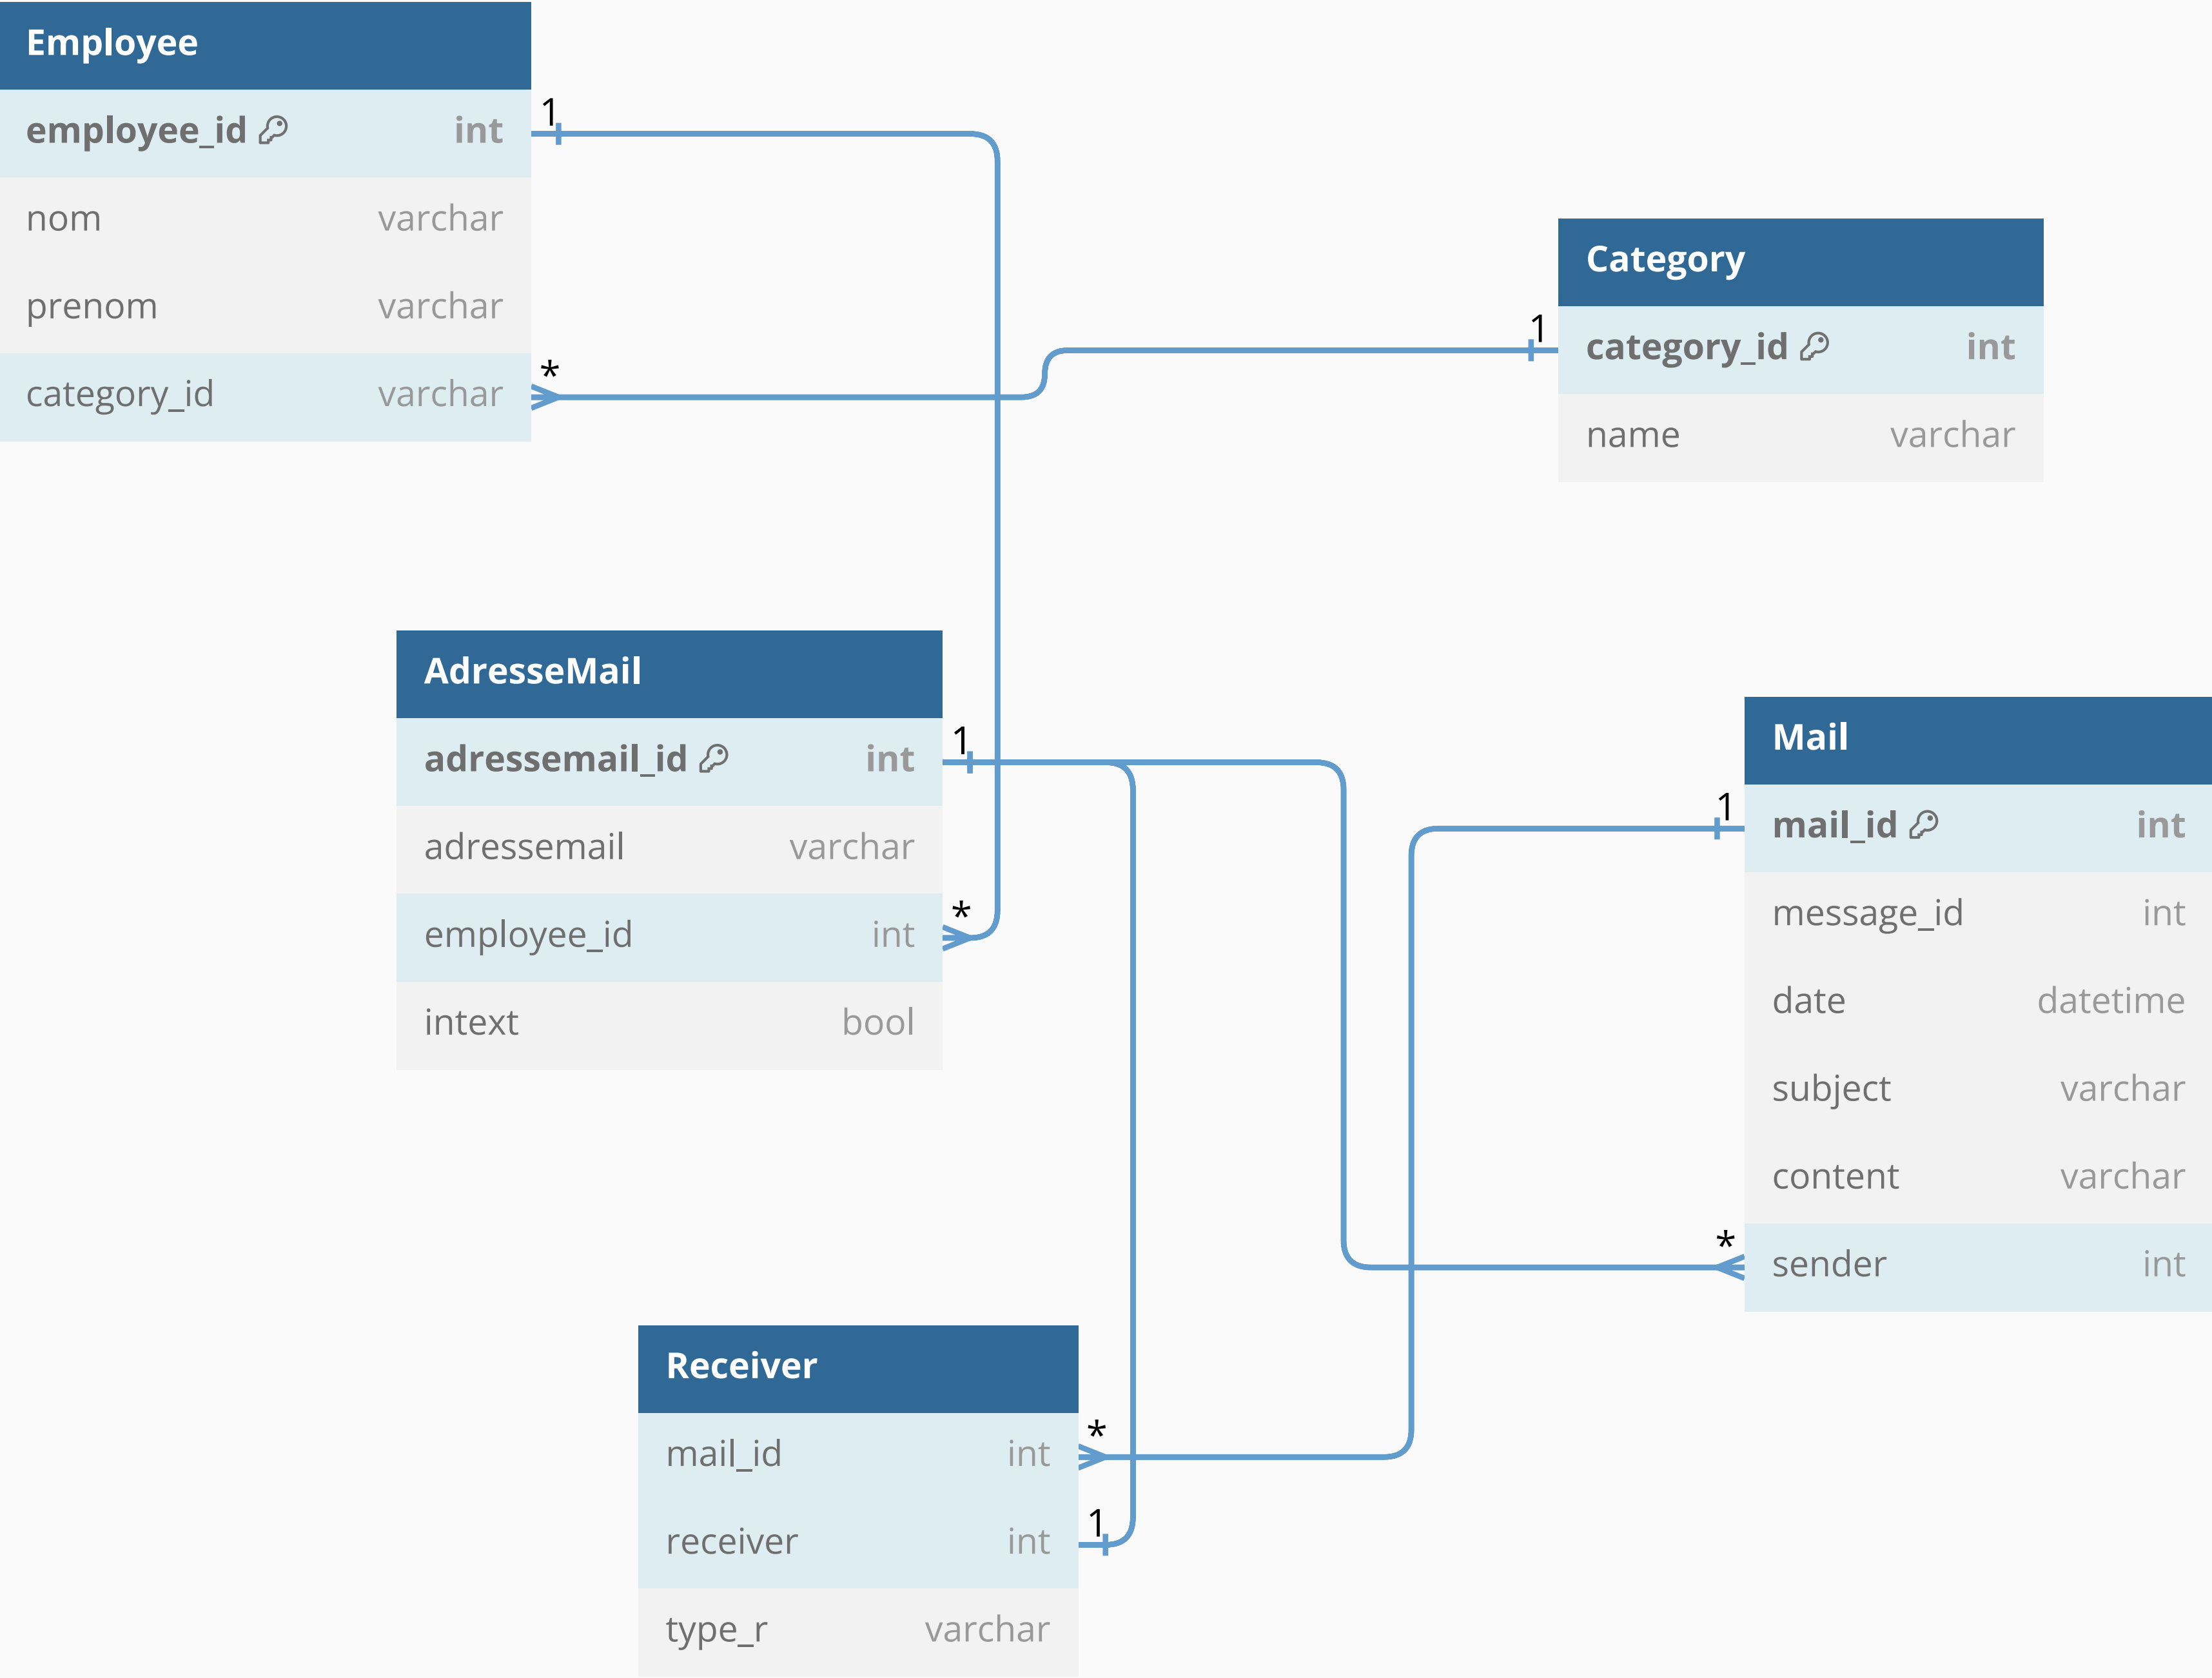 Employee
employee_id int
nom varchar
prenom varchar
category_id varchar
1
*
Category
category_id int
name varchar
1
AdresseMail
adressemail_id int
adressemail varchar
employee_id int
intext bool
1
*
Mail
mail_id int
message_id int
date datetime
subject varchar
content varchar
sender int
1
*
Receiver
mail_id int
receiver int
type_r varchar
*
1